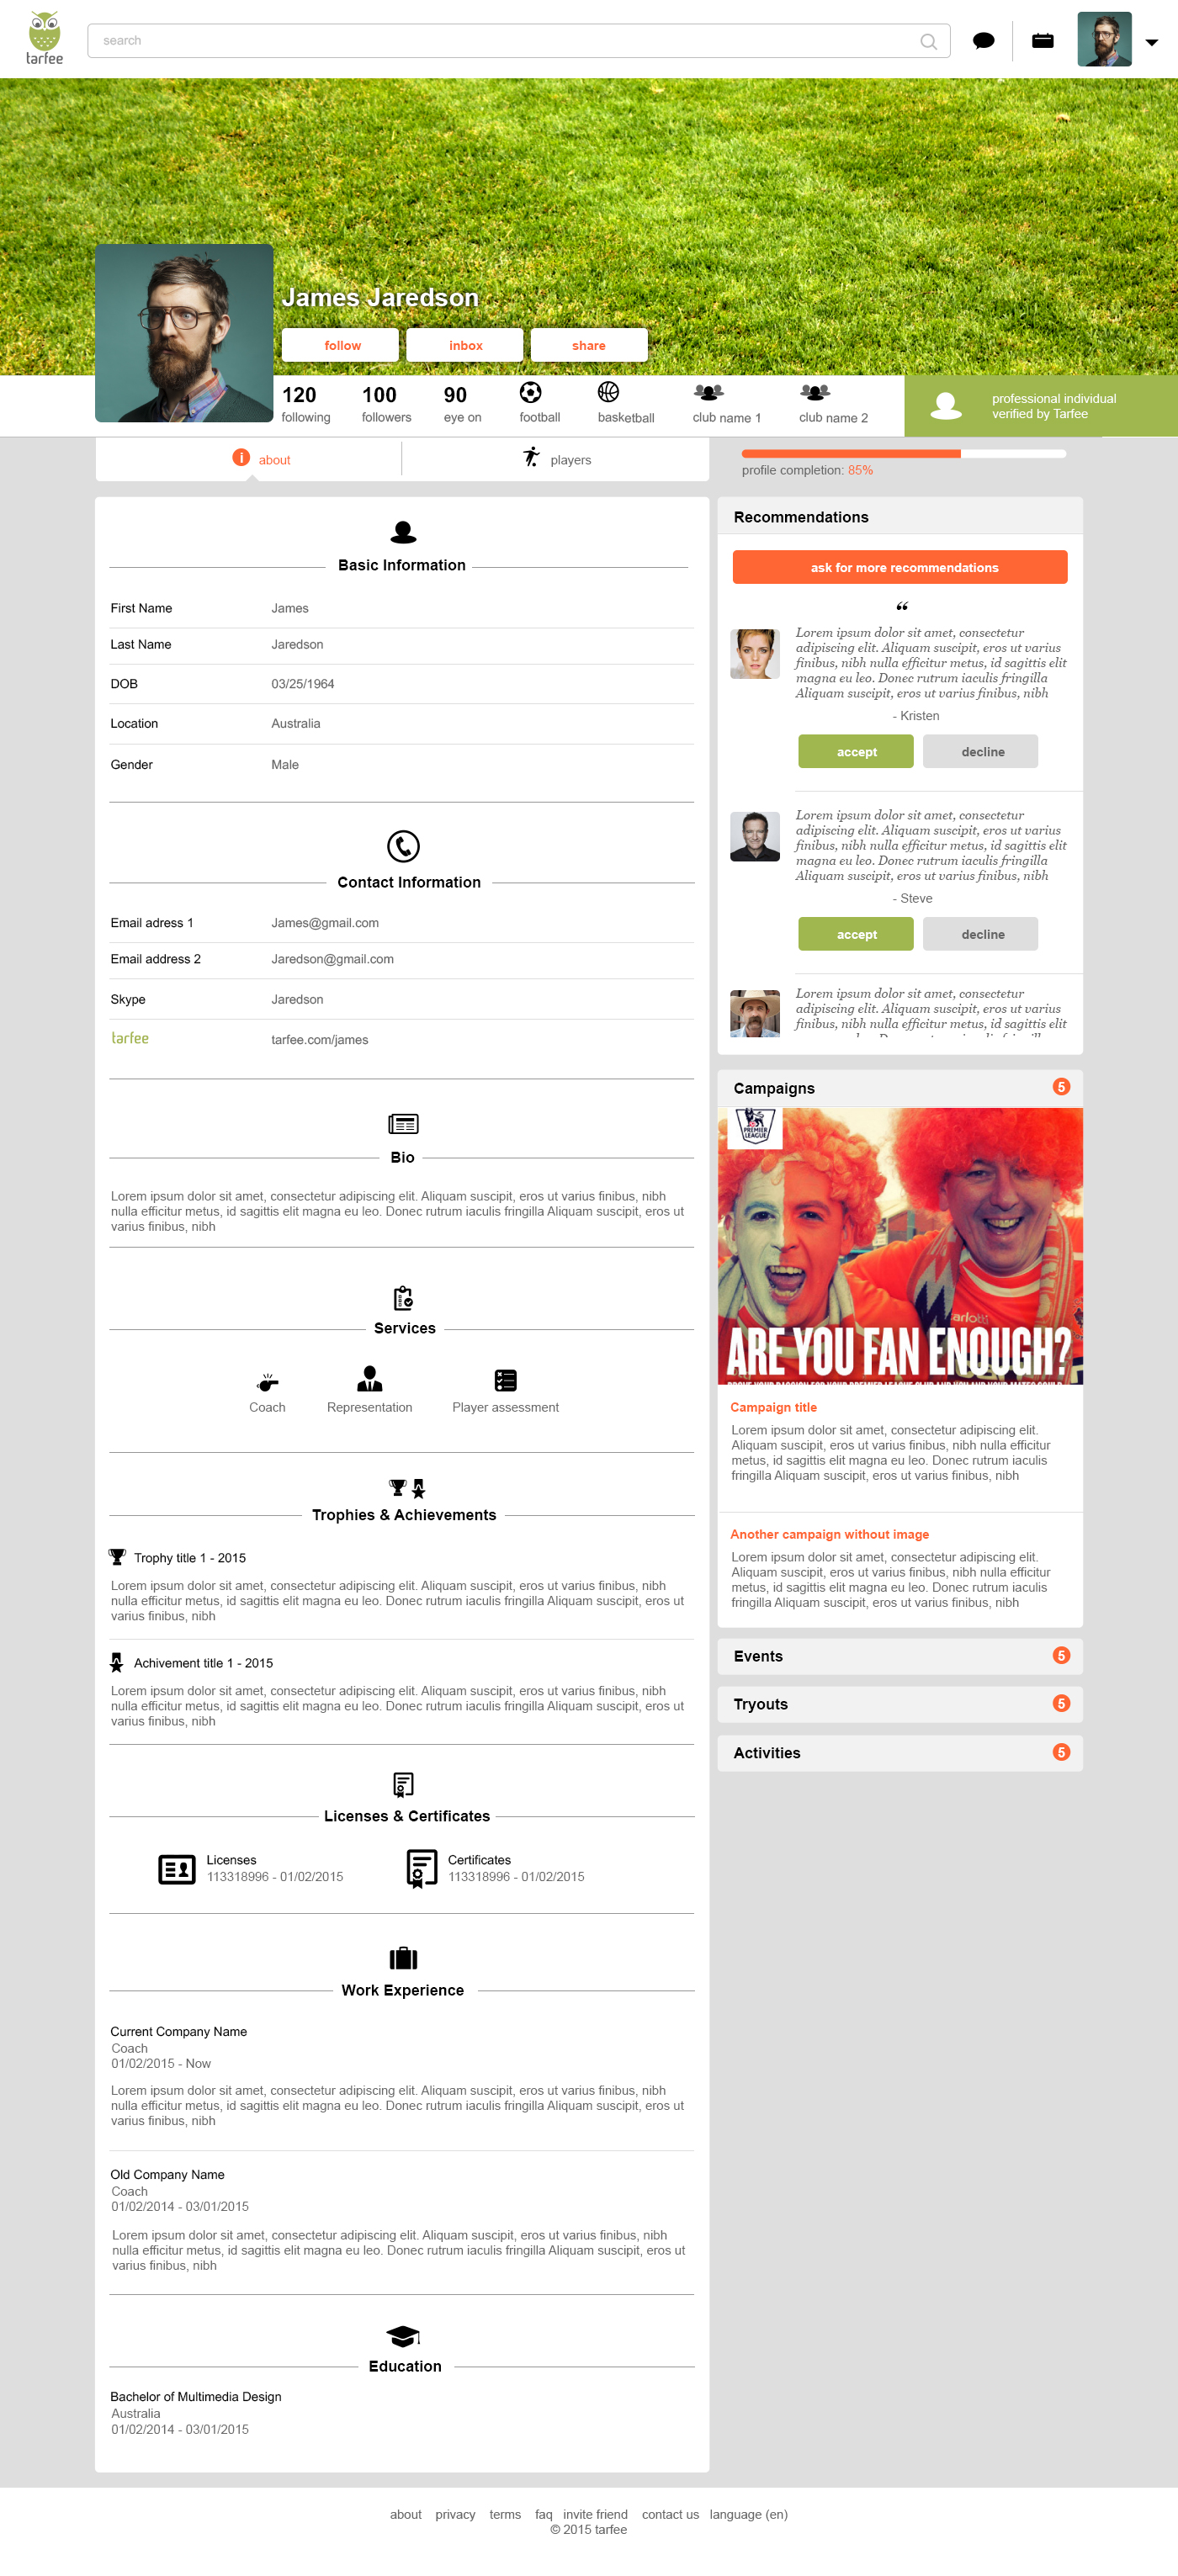 tarfee
search
James Jaredson
follow
inbox
share
120
following
100
followers
90
eye on
football
basketball
club name 1
club name 2
professional individual
verified by Tarfee
about
players
profile completion: 85%
Basic Information
First Name James
Last Name Jaredson
DOB 03/25/1964
Location Australia
Gender Male
Contact Information
Email adress 1 James@gmail.com
Email address 2 Jaredson@gmail.com
Skype Jaredson
tarfee tarfee.com/james
Bio
Lorem ipsum dolor sit amet, consectetur adipiscing elit. Aliquam suscipit, eros ut varius finibus, nibh
nulla efficitur metus, id sagittis elit magna eu leo. Donec rutrum iaculis fringilla Aliquam suscipit, eros ut
varius finibus, nibh
Services
Coach
Representation
Player assessment
Trophies & Achievements
Trophy title 1 - 2015
Lorem ipsum dolor sit amet, consectetur adipiscing elit. Aliquam suscipit, eros ut varius finibus, nibh
nulla efficitur metus, id sagittis elit magna eu leo. Donec rutrum iaculis fringilla Aliquam suscipit, eros ut
varius finibus, nibh
Achivement title 1 - 2015
Lorem ipsum dolor sit amet, consectetur adipiscing elit. Aliquam suscipit, eros ut varius finibus, nibh
nulla efficitur metus, id sagittis elit magna eu leo. Donec rutrum iaculis fringilla Aliquam suscipit, eros ut
varius finibus, nibh
Licenses & Certificates
Licenses
113318996 - 01/02/2015
Certificates
113318996 - 01/02/2015
Work Experience
Current Company Name
Coach
01/02/2015 - Now
Lorem ipsum dolor sit amet, consectetur adipiscing elit. Aliquam suscipit, eros ut varius finibus, nibh
nulla efficitur metus, id sagittis elit magna eu leo. Donec rutrum iaculis fringilla Aliquam suscipit, eros ut
varius finibus, nibh
Old Company Name
Coach
01/02/2014 - 03/01/2015
Lorem ipsum dolor sit amet, consectetur adipiscing elit. Aliquam suscipit, eros ut varius finibus, nibh
nulla efficitur metus, id sagittis elit magna eu leo. Donec rutrum iaculis fringilla Aliquam suscipit, eros ut
varius finibus, nibh
Education
Bachelor of Multimedia Design
Australia
01/02/2014 - 03/01/2015
Recommendations
ask for more recommendations
“
Lorem ipsum dolor sit amet, consectetur
adipiscing elit. Aliquam suscipit, eros ut varius
finibus, nibh nulla efficitur metus, id sagittis elit
magna eu leo. Donec rutrum iaculis fringilla
Aliquam suscipit, eros ut varius finibus, nibh
- Kristen
accept
decline
Lorem ipsum dolor sit amet, consectetur
adipiscing elit. Aliquam suscipit, eros ut varius
finibus, nibh nulla efficitur metus, id sagittis elit
magna eu leo. Donec rutrum iaculis fringilla
Aliquam suscipit, eros ut varius finibus, nibh
- Steve
accept
decline
Lorem ipsum dolor sit amet, consectetur
adipiscing elit. Aliquam suscipit, eros ut varius
finibus, nibh nulla efficitur metus, id sagittis elit
Campaigns 5
PREMIER
LEAGUE
arlotti
ARE YOU FAN ENOUGH?
Campaign title
Lorem ipsum dolor sit amet, consectetur adipiscing elit.
Aliquam suscipit, eros ut varius finibus, nibh nulla efficitur
metus, id sagittis elit magna eu leo. Donec rutrum iaculis
fringilla Aliquam suscipit, eros ut varius finibus, nibh
Another campaign without image
Lorem ipsum dolor sit amet, consectetur adipiscing elit.
Aliquam suscipit, eros ut varius finibus, nibh nulla efficitur
metus, id sagittis elit magna eu leo. Donec rutrum iaculis
fringilla Aliquam suscipit, eros ut varius finibus, nibh
Events 5
Tryouts 5
Activities 5
about privacy terms faq invite friend contact us language (en)
© 2015 tarfee